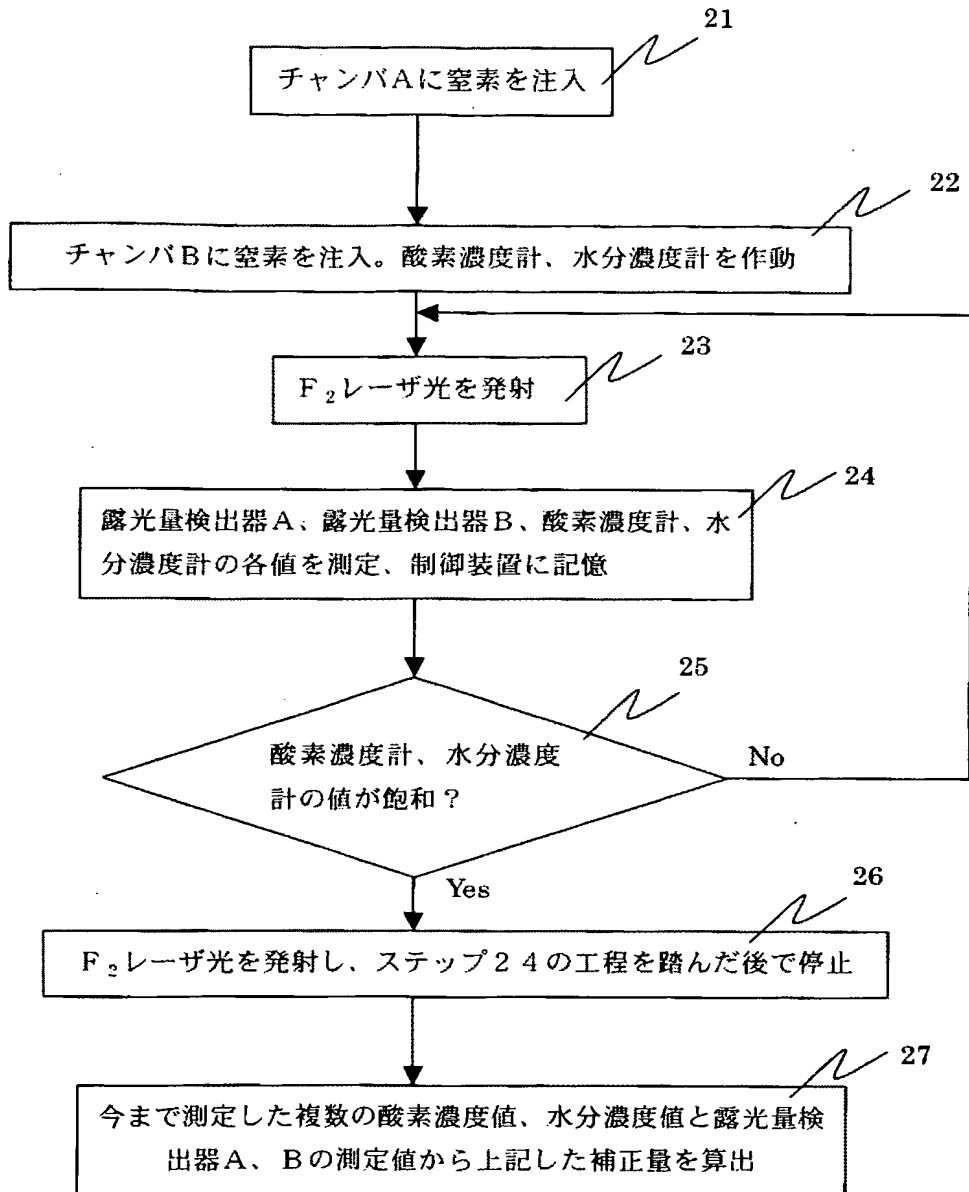 21
チャンバAに窒素を注入
22
チャンバBに窒素を注入。酸素濃度計、水分濃度計を作動
23
F₂レーザ光を発射
24
露光量検出器A、露光量検出器B、酸素濃度計、水
分濃度計の各値を測定、制御装置に記憶
25
酸素濃度計、水分濃度
計の値が飽和？
No
Yes
26
F₂レーザ光を発射し、ステップ２４の工程を踏んだ後で停止
27
今まで測定した複数の酸素濃度値、水分濃度値と露光量検
出器A、Bの測定値から上記した補正量を算出